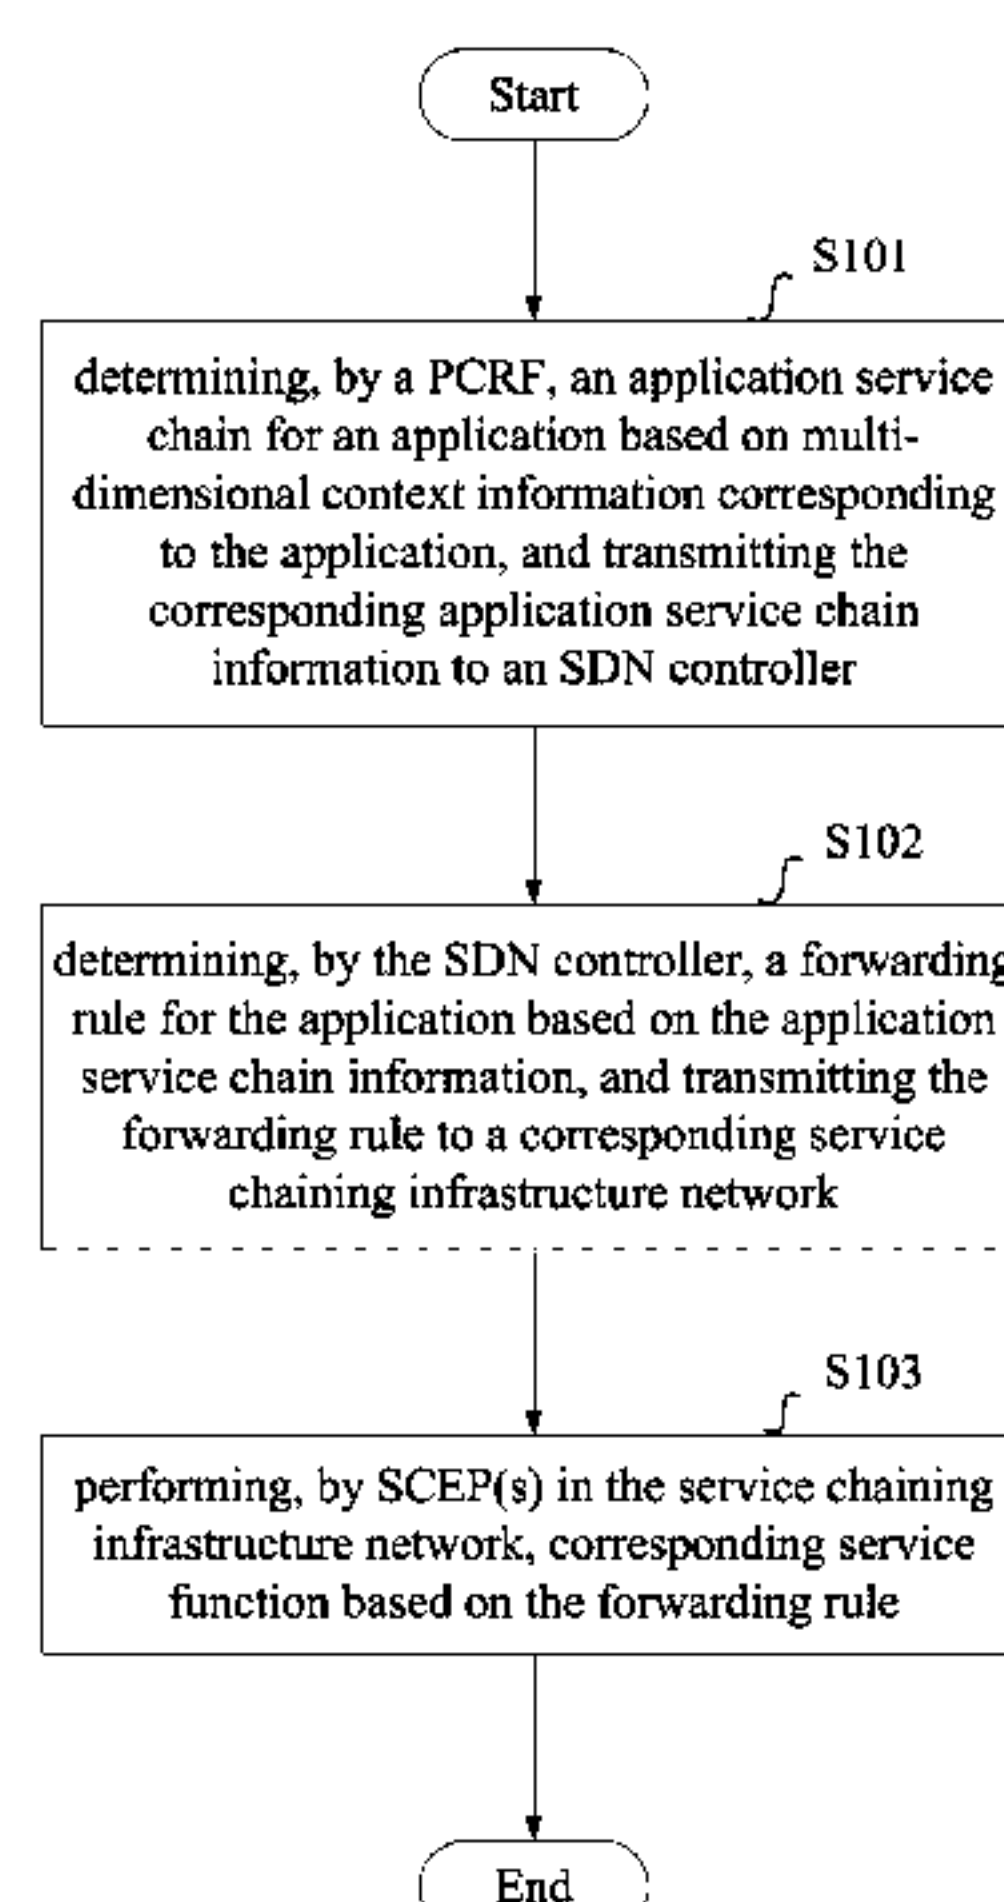 Start
S101
determining, by a PCRF, an application service
chain for an application based on multi-
dimensional context information corresponding
to the application, and transmitting the
corresponding application service chain
information to an SDN controller
S102
determining, by the SDN controller, a forwarding
rule for the application based on the application
service chain information, and transmitting the
forwarding rule to a corresponding service
chaining infrastructure network
S103
performing, by SCEP(s) in the service chaining
infrastructure network, corresponding service
function based on the forwarding rule
End